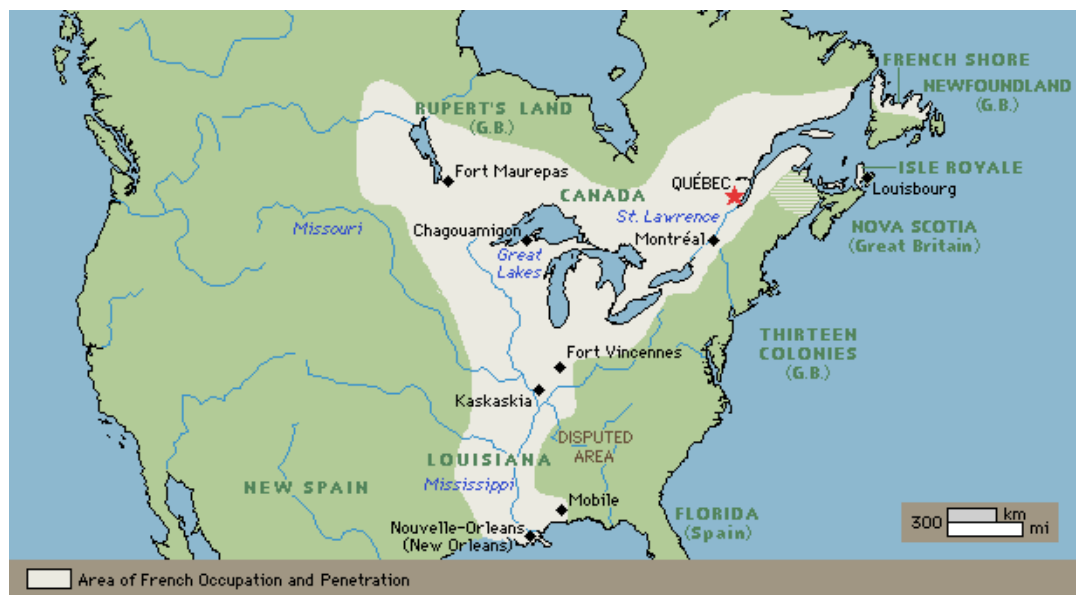 FRENCH SHORE
NEWFOUNDLAND
(G.B.)
RUPERT'S LAND
(G.B.)
ISLE ROYALE
Fort Maurepas
QUÉBEC
Louisbourg
CANADA
St. Lawrence
Missouri
Chagouamigon
Montréal
NOVA SCOTIA
(Great Britain)
Great
Lakes
THIRTEEN
COLONIES
(G.B.)
Fort Vincennes
Kaskaskia
DISPUTED
AREA
LOUISIANA
NEW SPAIN
Mississippi
Mobile
FLORIDA
(Spain)
Nouvelle-Orleans
(New Orleans)
300 km
mi
Area of French Occupation and Penetration